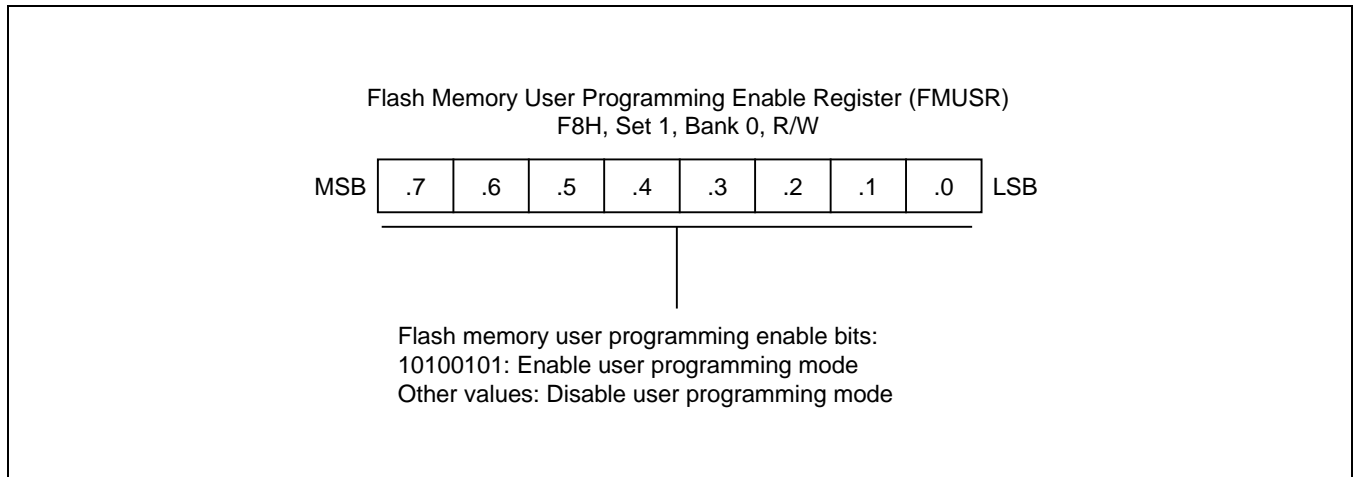 Flash Memory User Programming Enable Register (FMUSR)
F8H, Set 1, Bank 0, R/W
MSB .7 .6 .5 .4 .3 .2 .1 .0 LSB
Flash memory user programming enable bits:
10100101: Enable user programming mode
Other values: Disable user programming mode